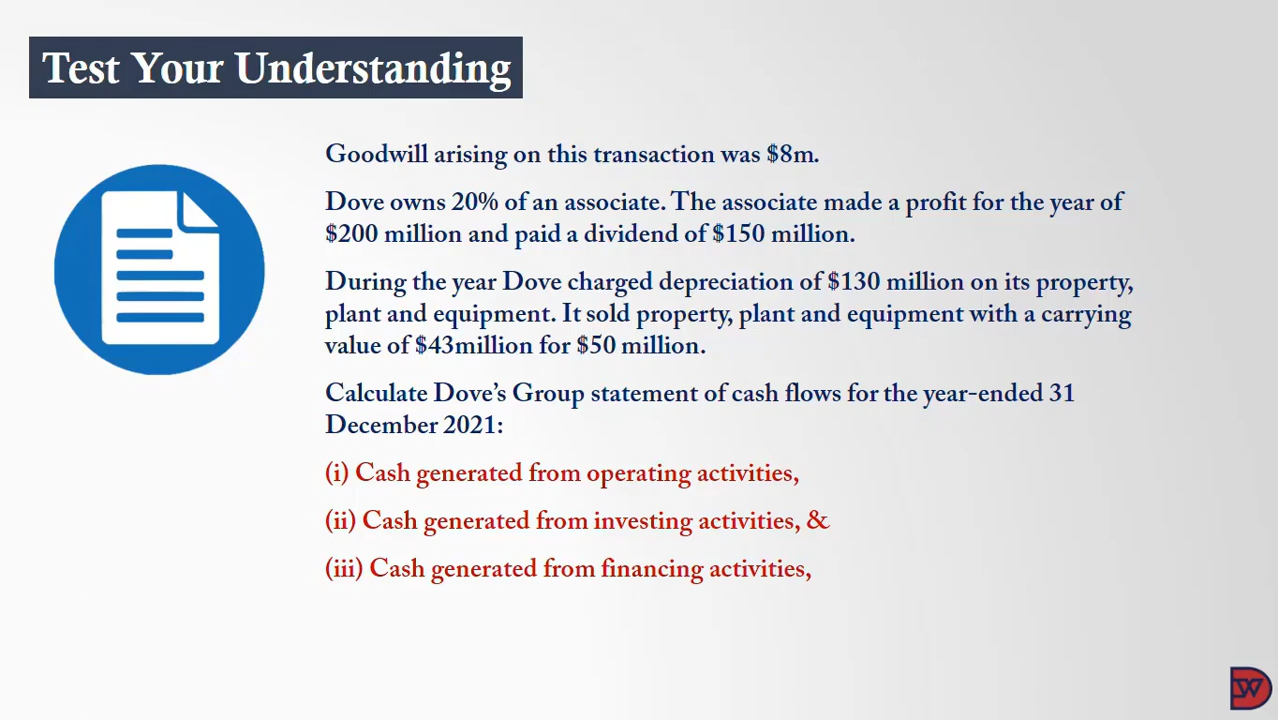 Test Your Understanding
Goodwill arising on this transaction was $8m.
Dove owns 20% of an associate. The associate made a profit for the year of
$200 million and paid a dividend of $150 million.
During the year Dove charged depreciation of $130 million on its property,
plant and equipment. It sold property, plant and equipment with a carrying
value of $43million for $50 million.
Calculate Dove’s Group statement of cash flows for the year-ended 31
December 2021:
(i) Cash generated from operating activities,
(ii) Cash generated from investing activities, &
(iii) Cash generated from financing activities,
DW